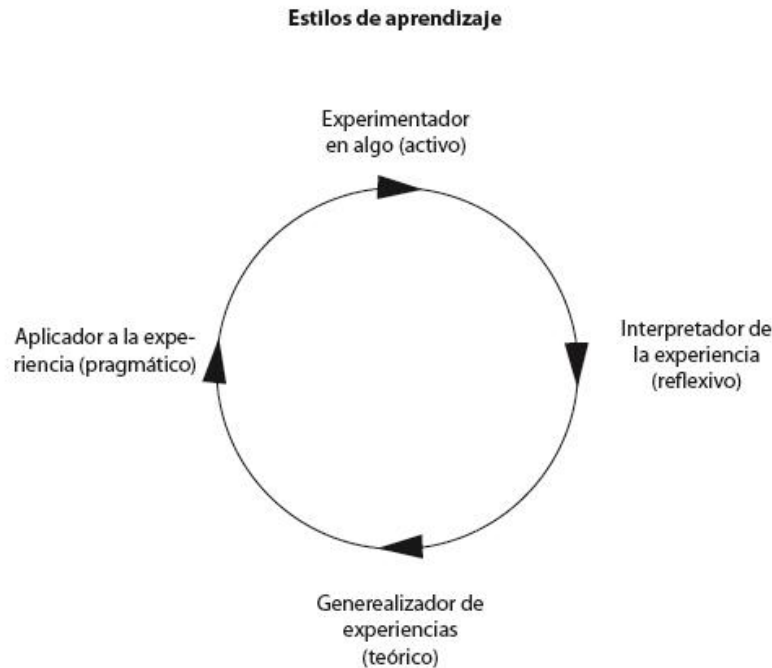 Estilos de aprendizaje
Experimentador
en algo (activo)
Interpretador de
la experiencia
(reflexivo)
Aplicador a la expe-
riencia (pragmático)
Generealizador de
experiencias
(teórico)